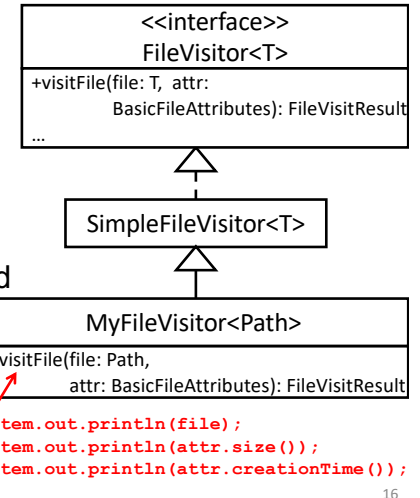 <<interface>>
FileVisitor<T>
+visitFile(file: T, attr:
BasicFileAttributes): FileVisitResult
...
SimpleFileVisitor<T>
d
MyFileVisitor<Path>
visitFile(file: Path,
attr: BasicFileAttributes): FileVisitResult
tem.out.println(file);
tem.out.println(attr.size());
tem.out.println(attr.creationTime());
16